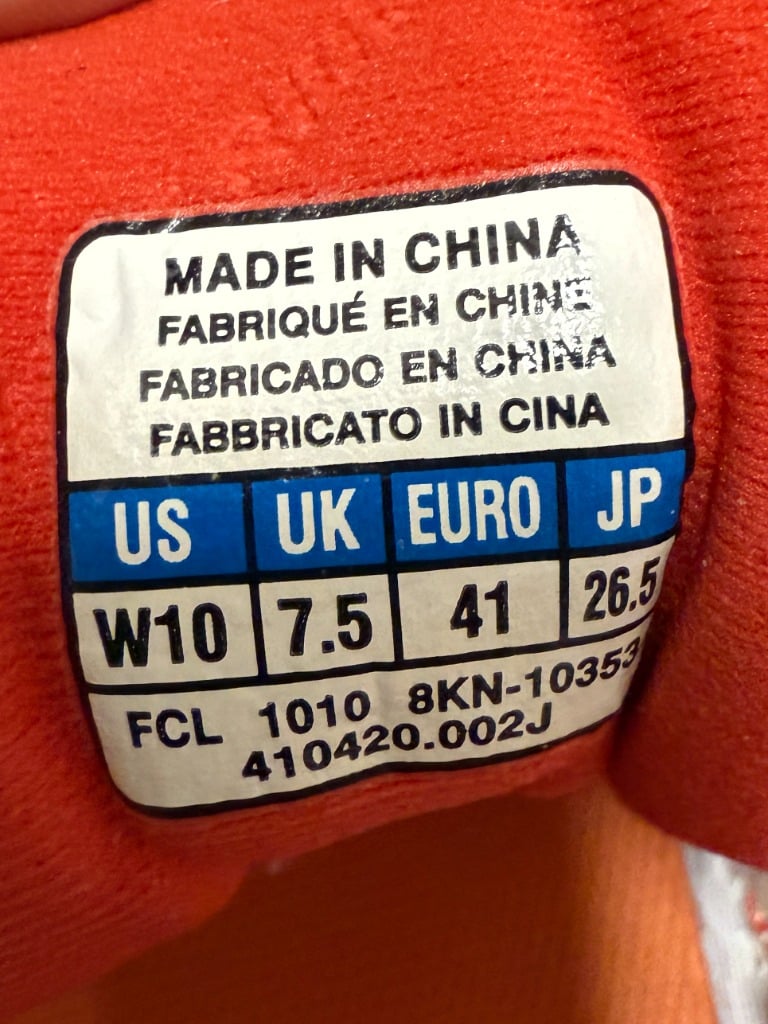 MADE IN CHINA
FABRIQUÉ EN CHINE
FABRICADO EN CHINA
FABBRICATO IN CINA
US UK EURO JP
W10 7.5 41 26.5
FCL 1010 8KN-10353
410420.002J